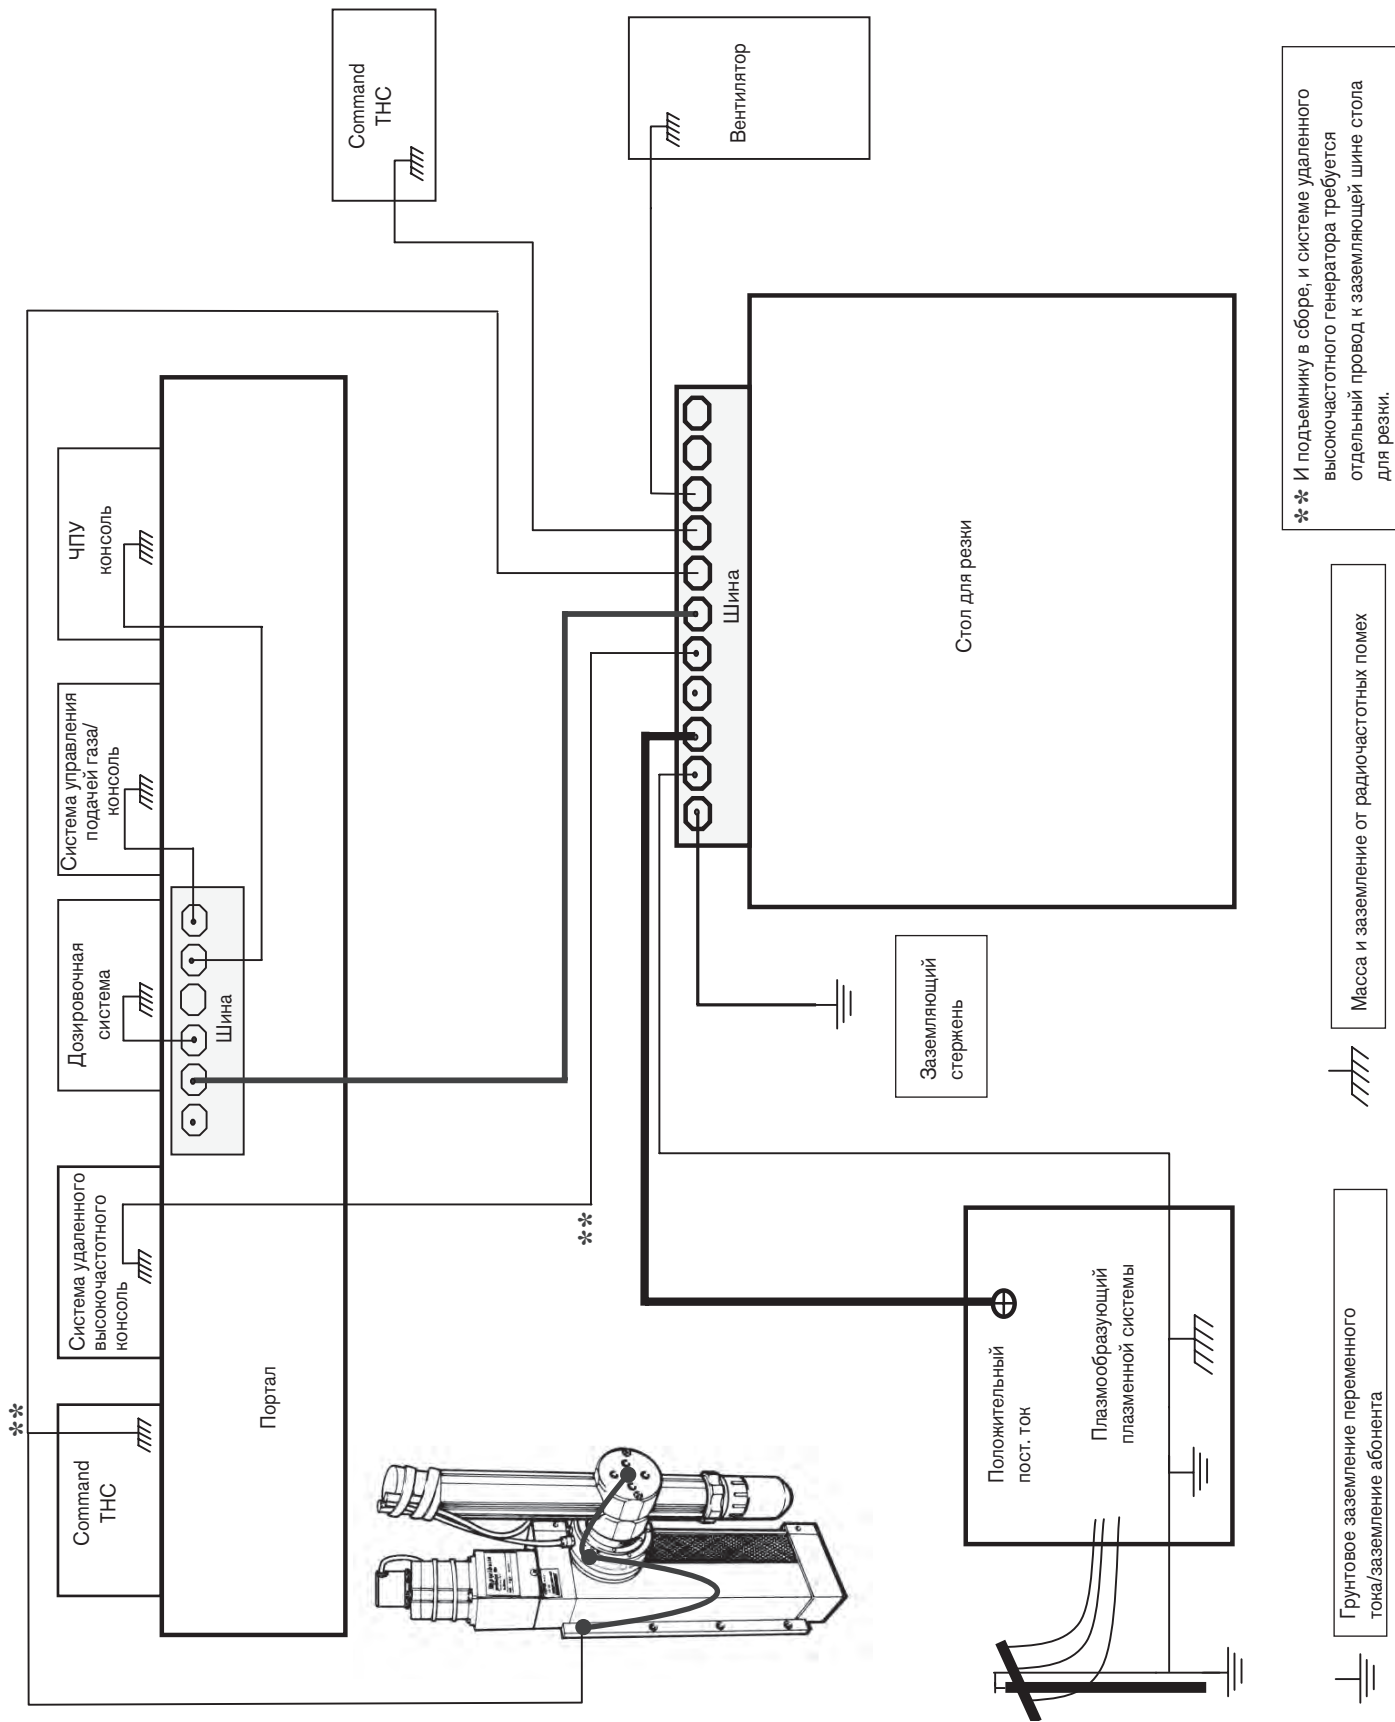 Command
THC
**
Система удаленного
высокочастотного
консоль
Дозировочная
система
Система управления
подачей газа/
консоль
ЧПУ
консоль
Command
THC
Портал
Шина
**
Вентилятор
Шина
Стол для резки
Положительный
пост. ток
Плазмообразующий
плазменной системы
Заземляющий
стержень
Грунтовое заземление переменного
тока/заземление абонента
Масса и заземление от радиочастотных помех
** И подъемнику в сборе, и системе удаленного
высокочастотного генератора требуется
отдельный провод к заземляющей шине стола
для резки.